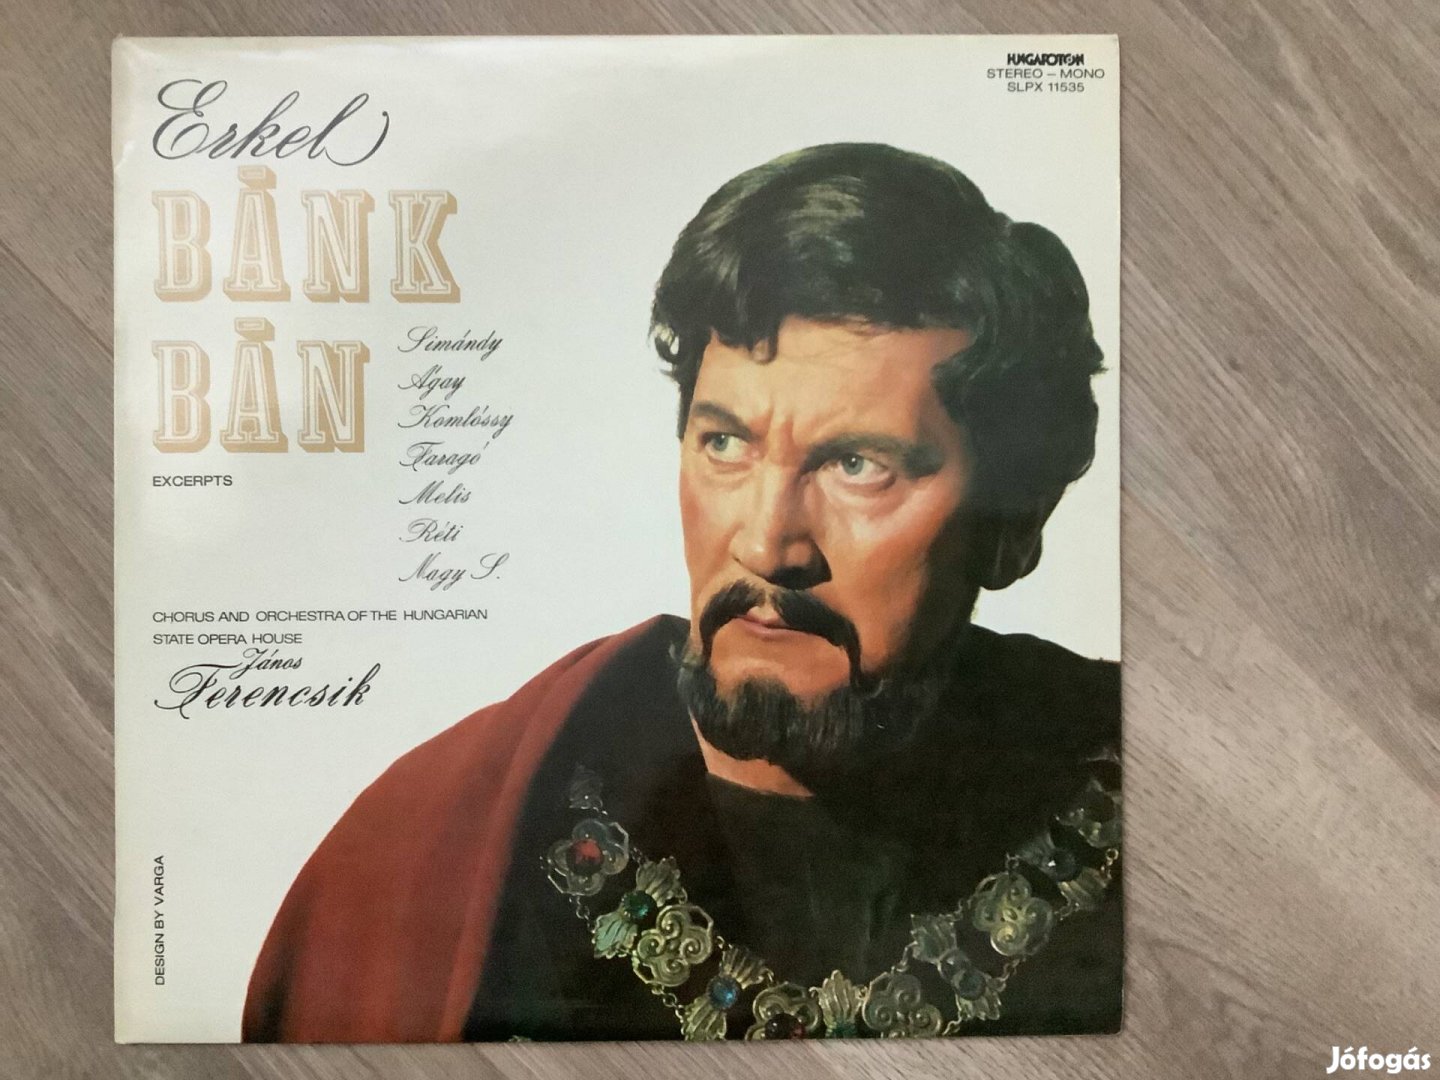 HUNGAROTON
STEREO – MONO
SLPX 11535
Erkel
BÁNK
BÁN
EXCERPTS
Simándy
Ágay
Komlóssy
Faragó
Melis
Réti
Nagy S.
CHORUS AND ORCHESTRA OF THE HUNGARIAN
STATE OPERA HOUSE
János
Ferencsik
DESIGN BY VARGA
Jófogás